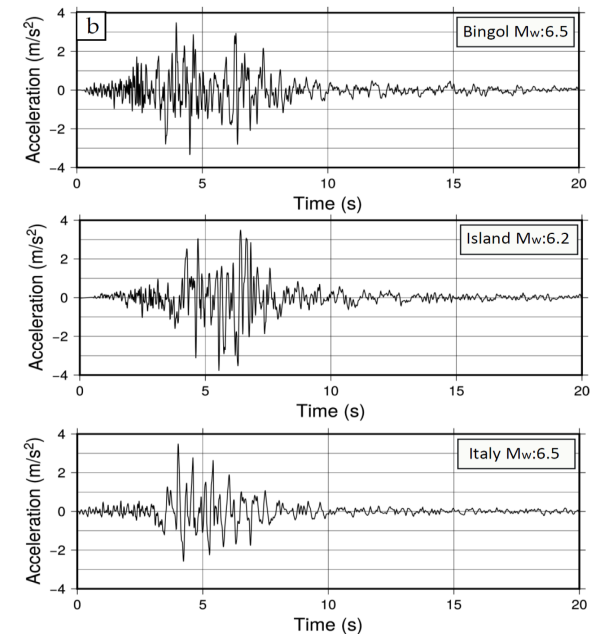 b
Bingol Mw:6.5
Acceleration (m/s²)
4
2
0
−2
−4
0 5 10 15 20
Time (s)
Island Mw:6.2
Acceleration (m/s²)
4
2
0
−2
−4
0 5 10 15 20
Time (s)
Italy Mw:6.5
Acceleration (m/s²)
4
2
0
−2
−4
0 5 10 15 20
Time (s)